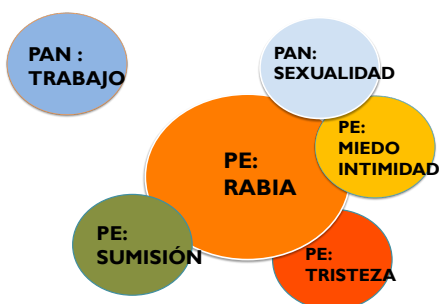 PAN :
TRABAJO
PAN:
SEXUALIDAD
PE:
MIEDO
INTIMIDAD
PE:
RABIA
PE:
SUMISIÓN
PE:
TRISTEZA